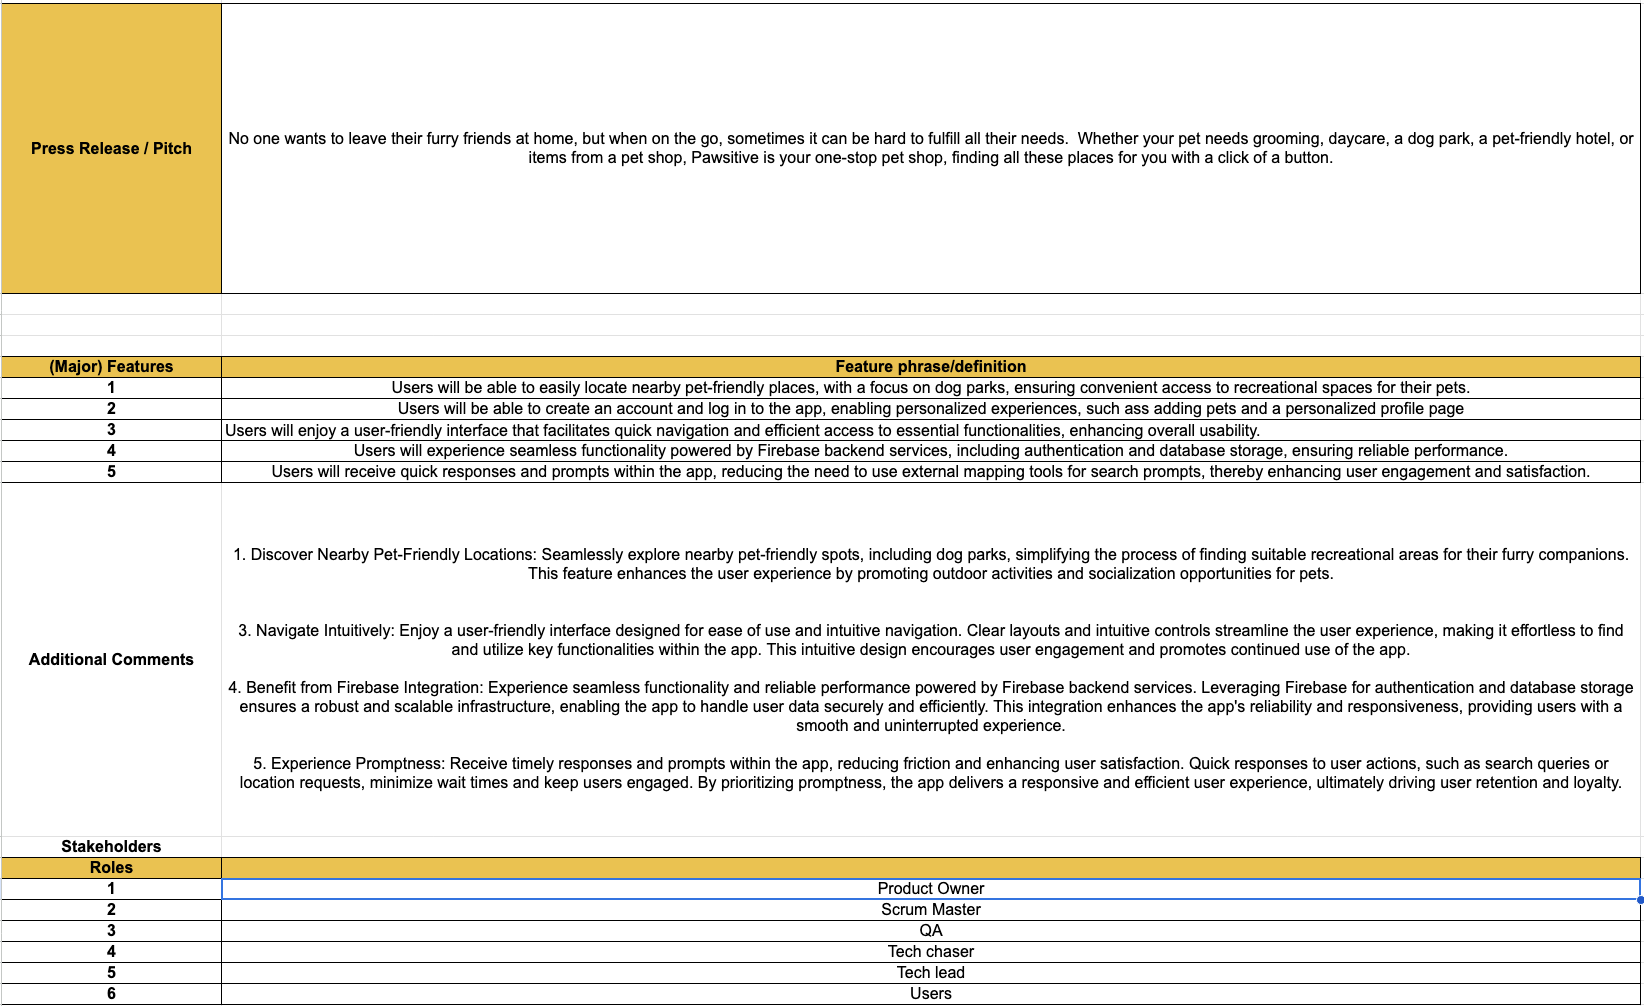 Press Release / Pitch
No one wants to leave their furry friends at home, but when on the go, sometimes it can be hard to fulfill all their needs.  Whether your pet needs grooming, daycare, a dog park, a pet-friendly hotel, or
items from a pet shop, Pawsitive is your one-stop pet shop, finding all these places for you with a click of a button.
(Major) Features
Feature phrase/definition
1
Users will be able to easily locate nearby pet-friendly places, with a focus on dog parks, ensuring convenient access to recreational spaces for their pets.
2
Users will be able to create an account and log in to the app, enabling personalized experiences, such ass adding pets and a personalized profile page
3
Users will enjoy a user-friendly interface that facilitates quick navigation and efficient access to essential functionalities, enhancing overall usability.
4
Users will experience seamless functionality powered by Firebase backend services, including authentication and database storage, ensuring reliable performance.
5
Users will receive quick responses and prompts within the app, reducing the need to use external mapping tools for search prompts, thereby enhancing user engagement and satisfaction.
Additional Comments
1. Discover Nearby Pet-Friendly Locations: Seamlessly explore nearby pet-friendly spots, including dog parks, simplifying the process of finding suitable recreational areas for their furry companions.
This feature enhances the user experience by promoting outdoor activities and socialization opportunities for pets.
3. Navigate Intuitively: Enjoy a user-friendly interface designed for ease of use and intuitive navigation. Clear layouts and intuitive controls streamline the user experience, making it effortless to find
and utilize key functionalities within the app. This intuitive design encourages user engagement and promotes continued use of the app.
4. Benefit from Firebase Integration: Experience seamless functionality and reliable performance powered by Firebase backend services. Leveraging Firebase for authentication and database storage
ensures a robust and scalable infrastructure, enabling the app to handle user data securely and efficiently. This integration enhances the app's reliability and responsiveness, providing users with a
smooth and uninterrupted experience.
5. Experience Promptness: Receive timely responses and prompts within the app, reducing friction and enhancing user satisfaction. Quick responses to user actions, such as search queries or
location requests, minimize wait times and keep users engaged. By prioritizing promptness, the app delivers a responsive and efficient user experience, ultimately driving user retention and loyalty.
Stakeholders
Roles
1
Product Owner
2
Scrum Master
3
QA
4
Tech chaser
5
Tech lead
6
Users